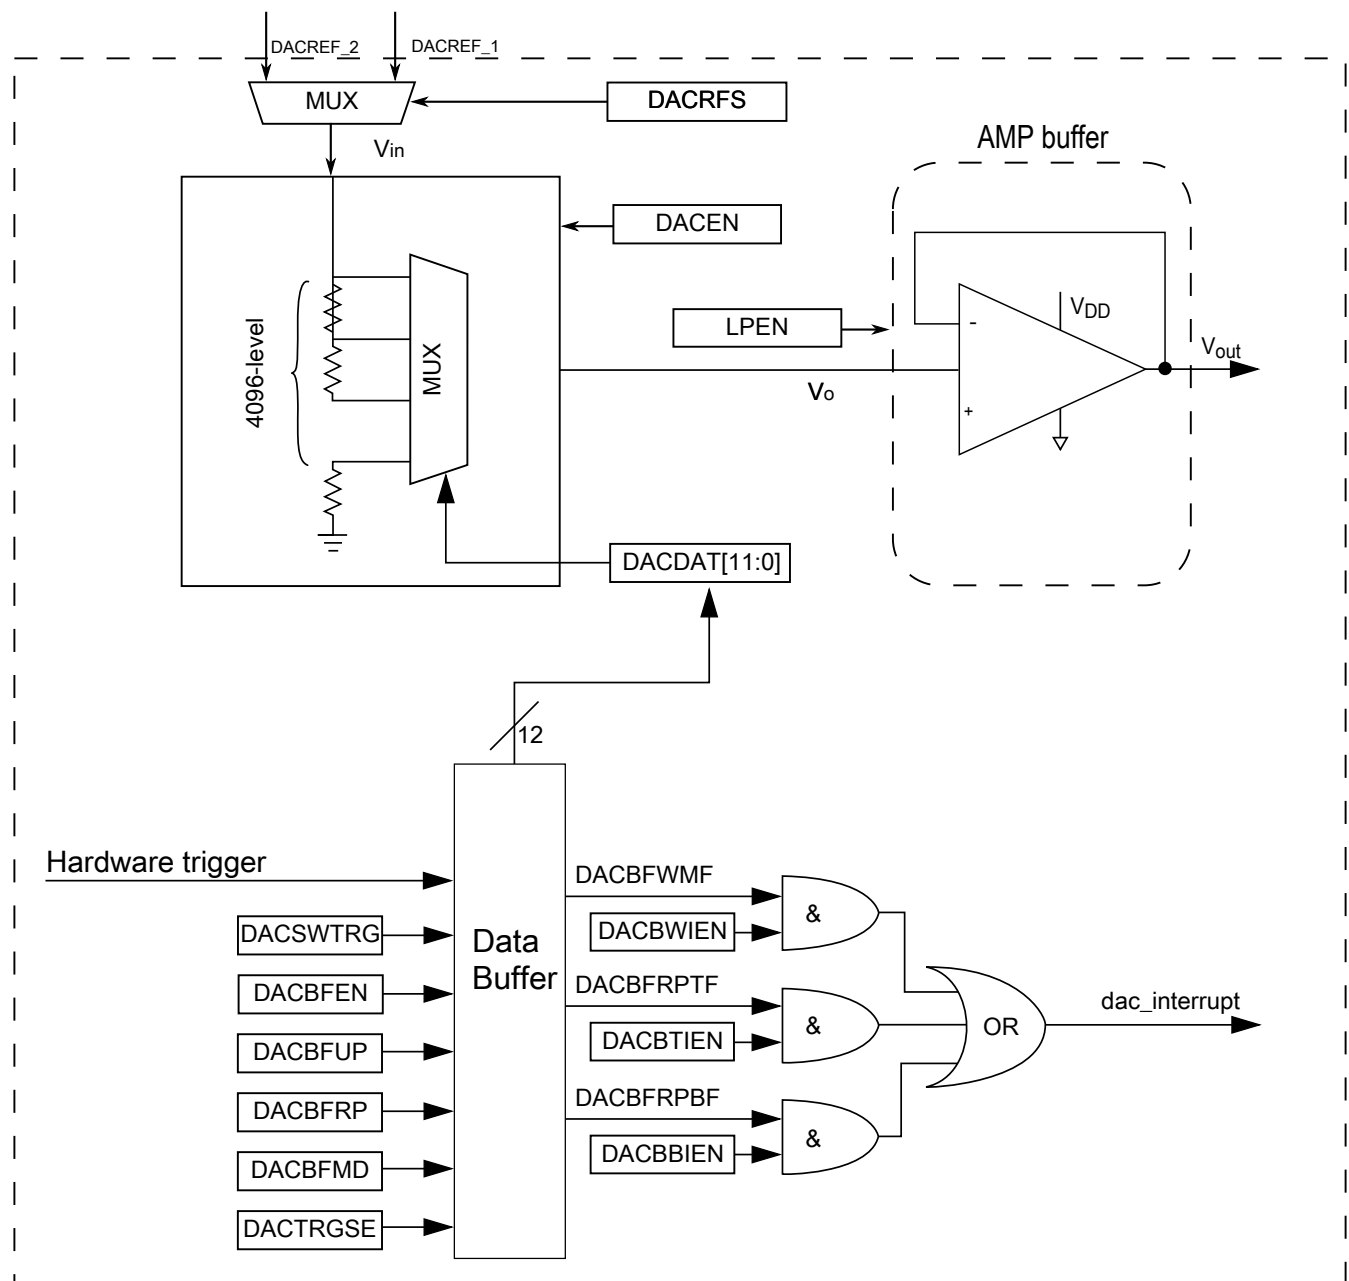 DACREF_2
DACREF_1
MUX
DACRFS
Vin
AMP buffer
DACEN
4096-level
MUX
LPEN
-
VDD
Vout
Vo
+
DACDAT[11:0]
12
Hardware trigger
DACSWTRG
DACBFEN
DACBFUP
DACBFRP
DACBFMD
DACTRGSE
Data
Buffer
DACBFWMF
DACBWIEN
&
DACBFRPTF
DACBTIEN
&
DACBFRPBF
DACBBIEN
&
OR
dac_interrupt